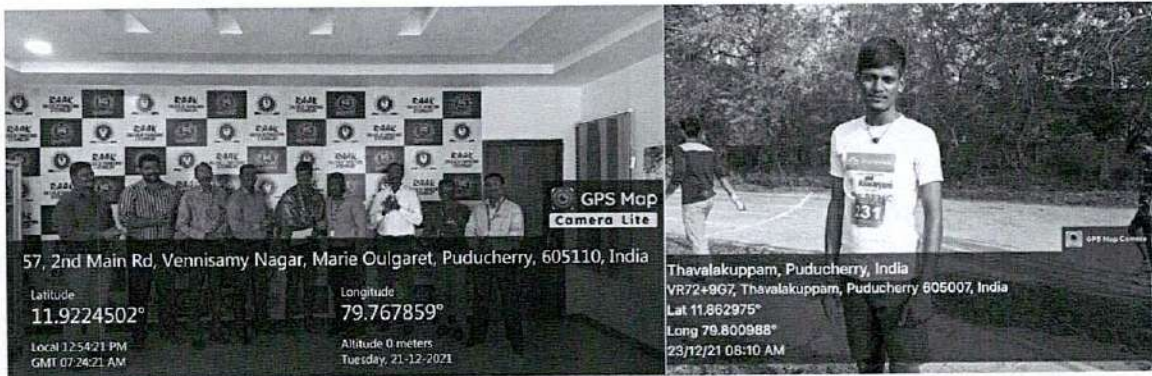 RAAK
GPS Map
Camera Lite
57, 2nd Main Rd, Vennisamy Nagar, Marie Oulgaret, Puducherry, 605110, India
Latitude
11.9224502°
Longitude
79.767859°
Local 12:54:21 PM
GMT 07:24:21 AM
Altitude 0 meters
Tuesday, 21-12-2021
231
GPS Map Camera
Thavalakuppam, Puducherry, India
VR72+9G7, Thavalakuppam, Puducherry 605007, India
Lat 11.862975°
Long 79.800988°
23/12/21 08:10 AM